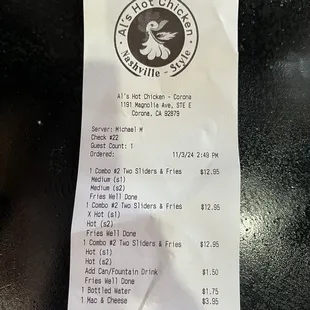 Al's Hot Chicken
Nashville - Style
Al's Hot Chicken - Corona
1191 Magnolia Ave, STE E
Corona, CA 92879
Server: Michael M
Check #22
Guest Count: 1
Ordered: 11/3/24 2:49 PM
1 Combo #2 Two Sliders & Fries $12.95
Medium (s1)
Medium (s2)
Fries Well Done
1 Combo #2 Two Sliders & Fries $12.95
X Hot (s1)
Hot (s2)
Fries Well Done
1 Combo #2 Two Sliders & Fries $12.95
Hot (s1)
Hot (s2)
Add Can/Fountain Drink $1.50
Fries Well Done
1 Bottled Water $1.75
1 Mac & Cheese $3.95